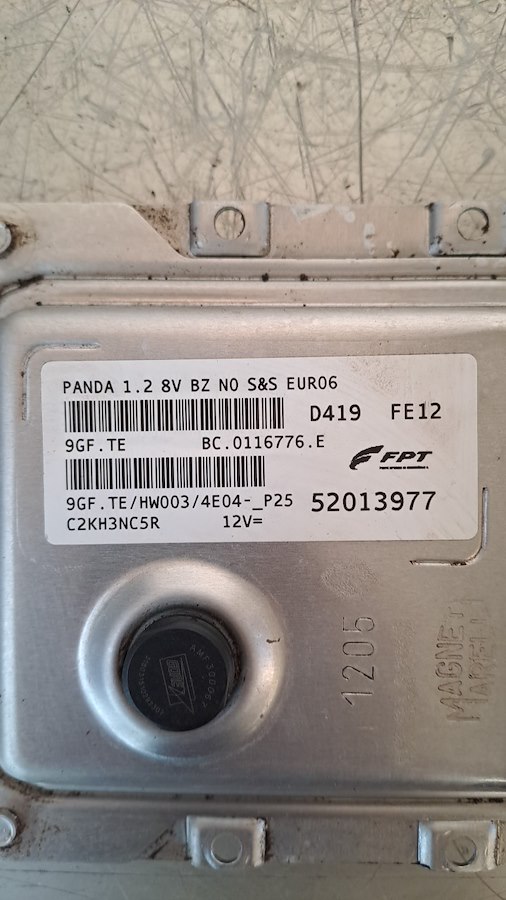 PANDA 1.2 8V BZ NO S&S EURO6
D419 FE12
9GF.TE BC.0116776.E
FPT
9GF.TE/HW003/4E04-_P25 52013977
C2KH3NC5R 12V=
1205
MAGNETI
MARELLI
AMF30006>